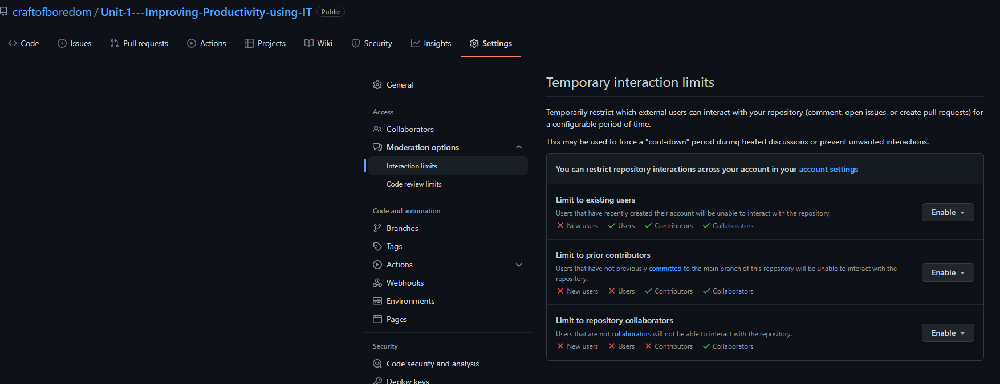 craftofboredom / Unit-1---Improving-Productivity-using-IT Public
Code Issues Pull requests Actions Projects Wiki Security Insights Settings
General
Access
Collaborators
Moderation options
Interaction limits
Code review limits
Code and automation
Branches
Tags
Actions
Webhooks
Environments
Pages
Security
Code security and analysis
Deploy keys
Temporary interaction limits
Temporarily restrict which external users can interact with your repository (comment, open issues, or create pull requests) for
a configurable period of time.
This may be used to force a "cool-down" period during heated discussions or prevent unwanted interactions.
You can restrict repository interactions across your account in your account settings
Limit to existing users
Users that have recently created their account will be unable to interact with the repository.
New users Users Contributors Collaborators
Enable
Limit to prior contributors
Users that have not previously committed to the main branch of this repository will be unable to interact with the
repository.
New users Users Contributors Collaborators
Enable
Limit to repository collaborators
Users that are not collaborators will not be able to interact with the repository.
New users Users Contributors Collaborators
Enable